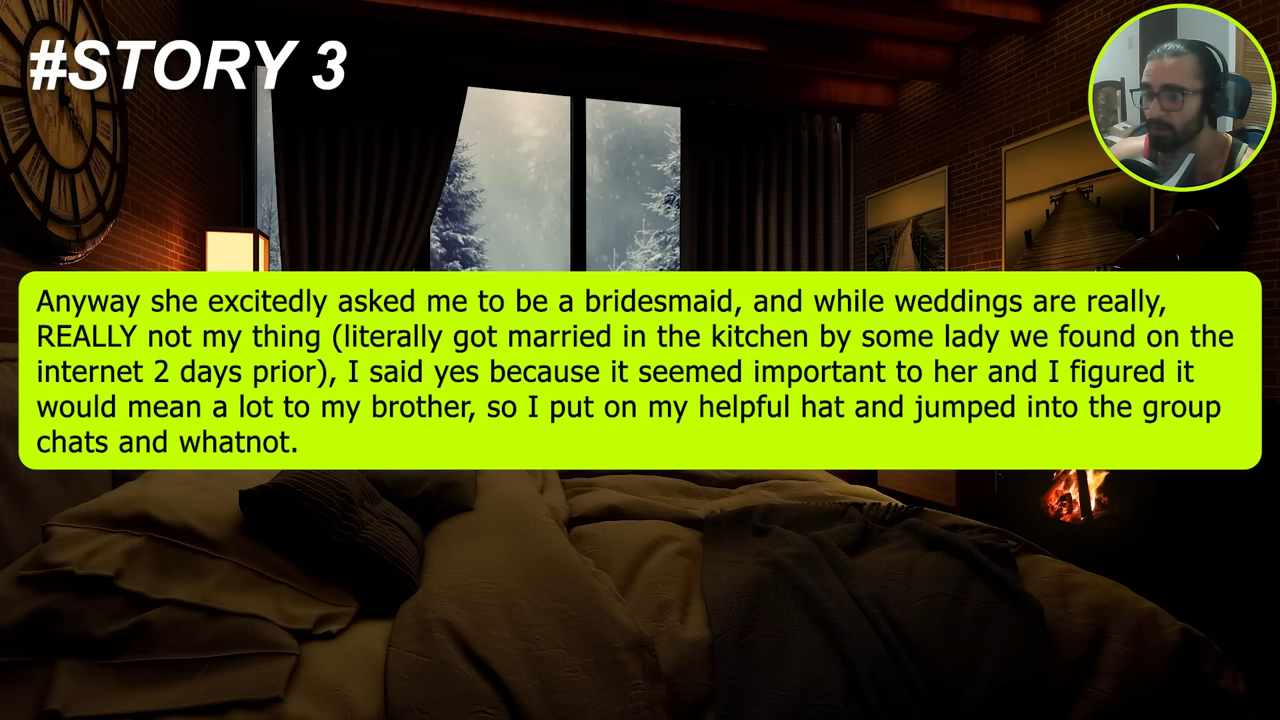 #STORY 3
Anyway she excitedly asked me to be a bridesmaid, and while weddings are really,
REALLY not my thing (literally got married in the kitchen by some lady we found on the
internet 2 days prior), I said yes because it seemed important to her and I figured it
would mean a lot to my brother, so I put on my helpful hat and jumped into the group
chats and whatnot.